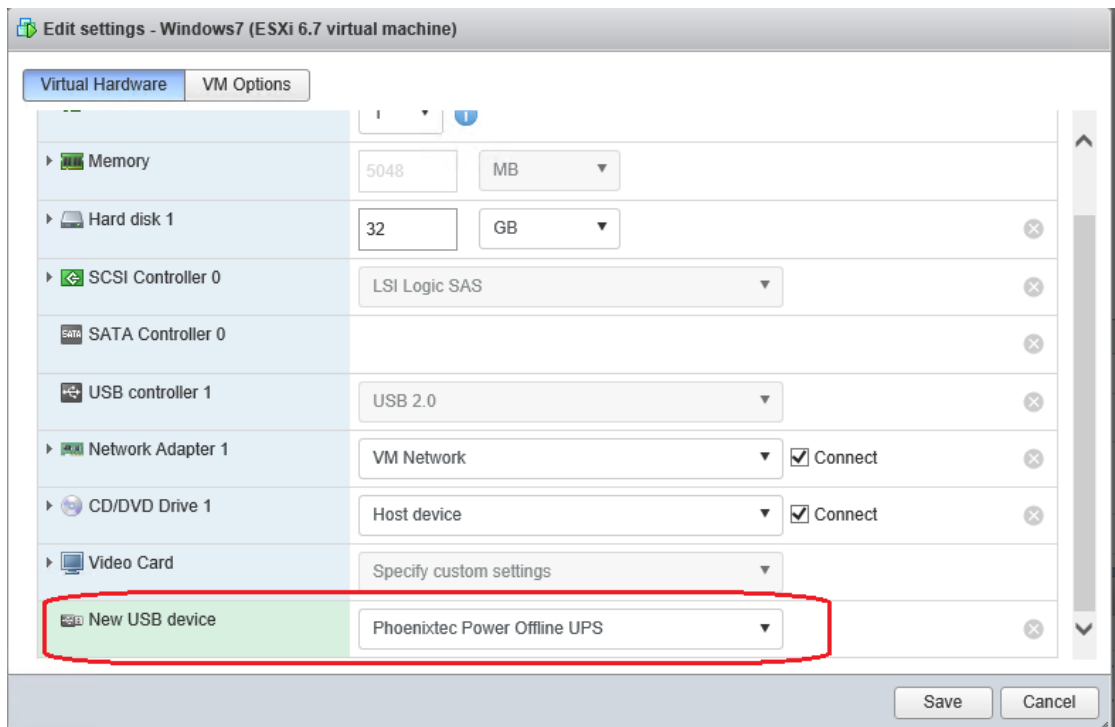 Edit settings - Windows7 (ESXi 6.7 virtual machine)
Virtual Hardware VM Options
Memory 5048 MB
Hard disk 1 32 GB
SCSI Controller 0 LSI Logic SAS
SATA SATA Controller 0
USB controller 1 USB 2.0
Network Adapter 1 VM Network Connect
CD/DVD Drive 1 Host device Connect
Video Card Specify custom settings
New USB device Phoenixtec Power Offline UPS
Save Cancel